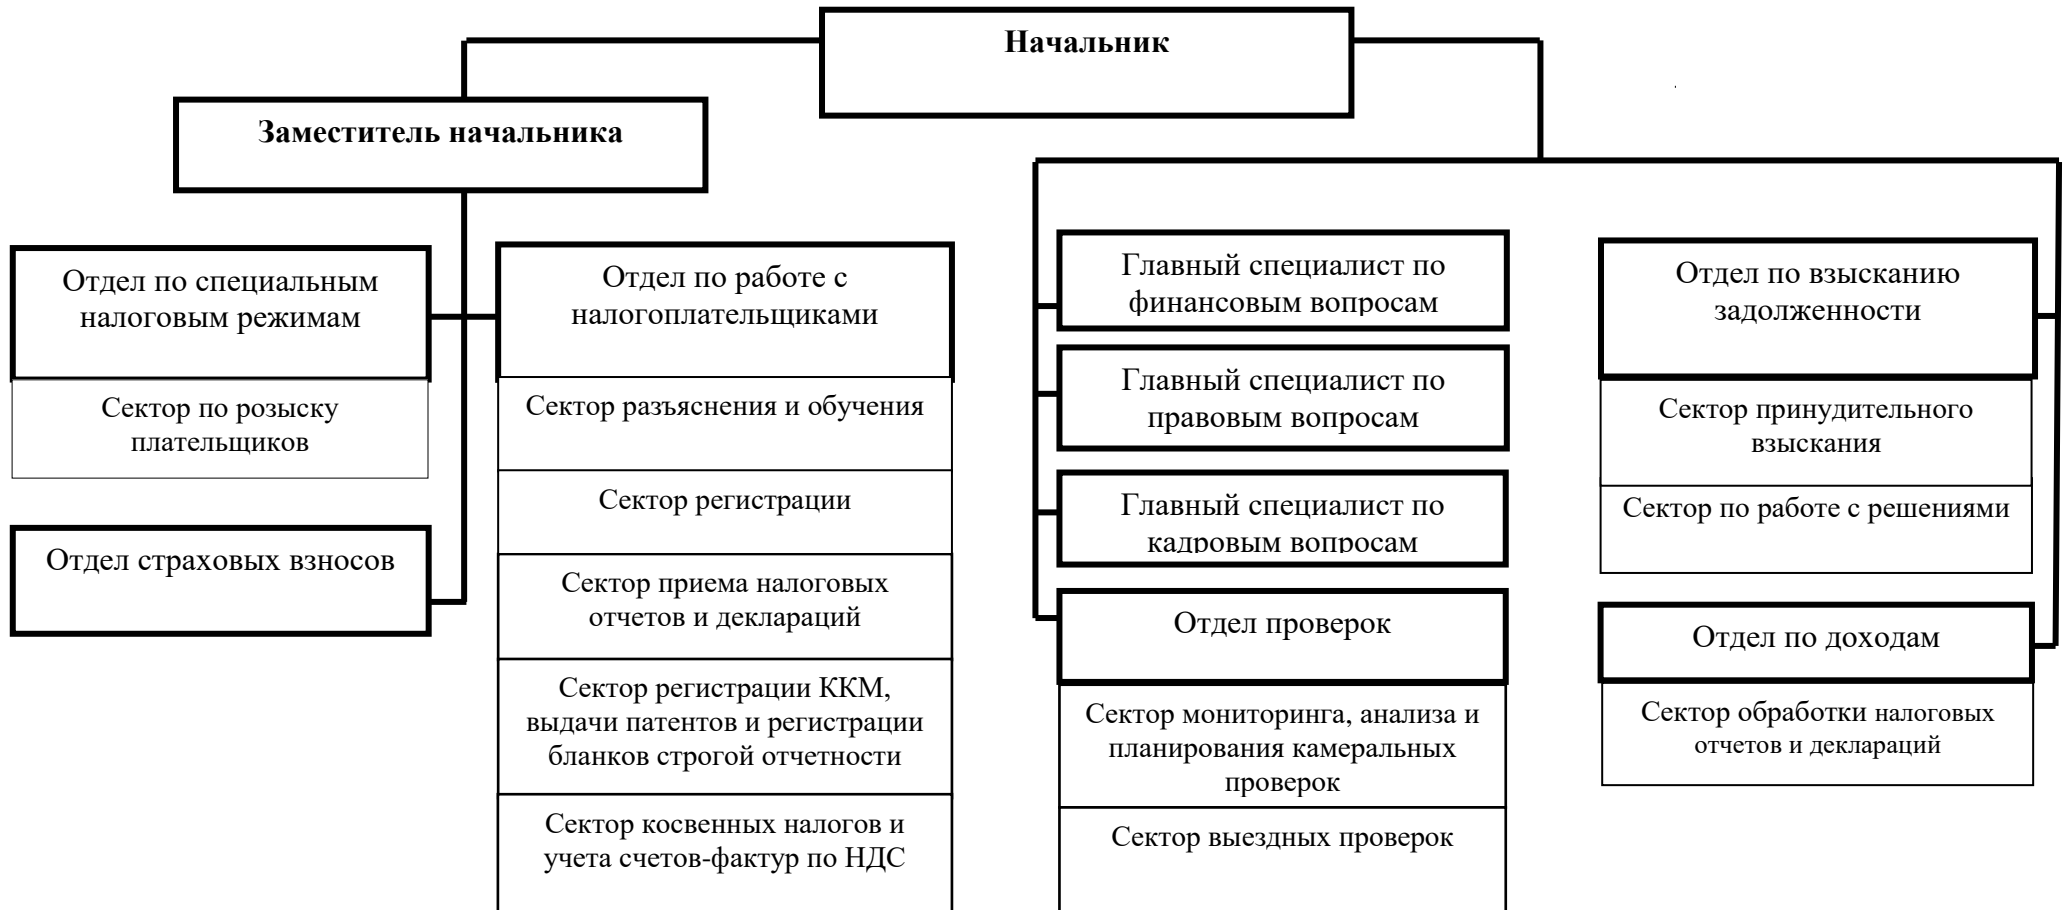 Начальник
Заместитель начальника
Отдел по специальным
налоговым режимам
Сектор по розыску
плательщиков
Отдел страховых взносов
Отдел по работе с
налогоплательщиками
Сектор разъяснения и обучения
Сектор регистрации
Сектор приема налоговых
отчетов и деклараций
Сектор регистрации ККМ,
выдачи патентов и регистрации
бланков строгой отчетности
Сектор косвенных налогов и
учета счетов-фактур по НДС
Главный специалист по
финансовым вопросам
Главный специалист по
правовым вопросам
Главный специалист по
кадровым вопросам
Отдел проверок
Сектор мониторинга, анализа и
планирования камеральных
проверок
Сектор выездных проверок
Отдел по взысканию
задолженности
Сектор принудительного
взыскания
Сектор по работе с решениями
Отдел по доходам
Сектор обработки налоговых
отчетов и деклараций